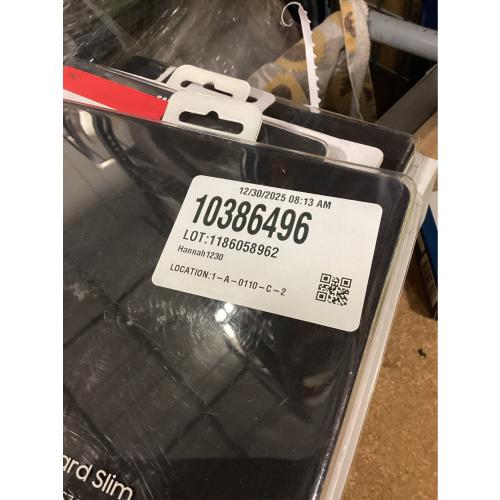 12/30/2025 08:13 AM
10386496
LOT:1186058962
Hannah1230
LOCATION:1-A-0110-C-2
ard Slim